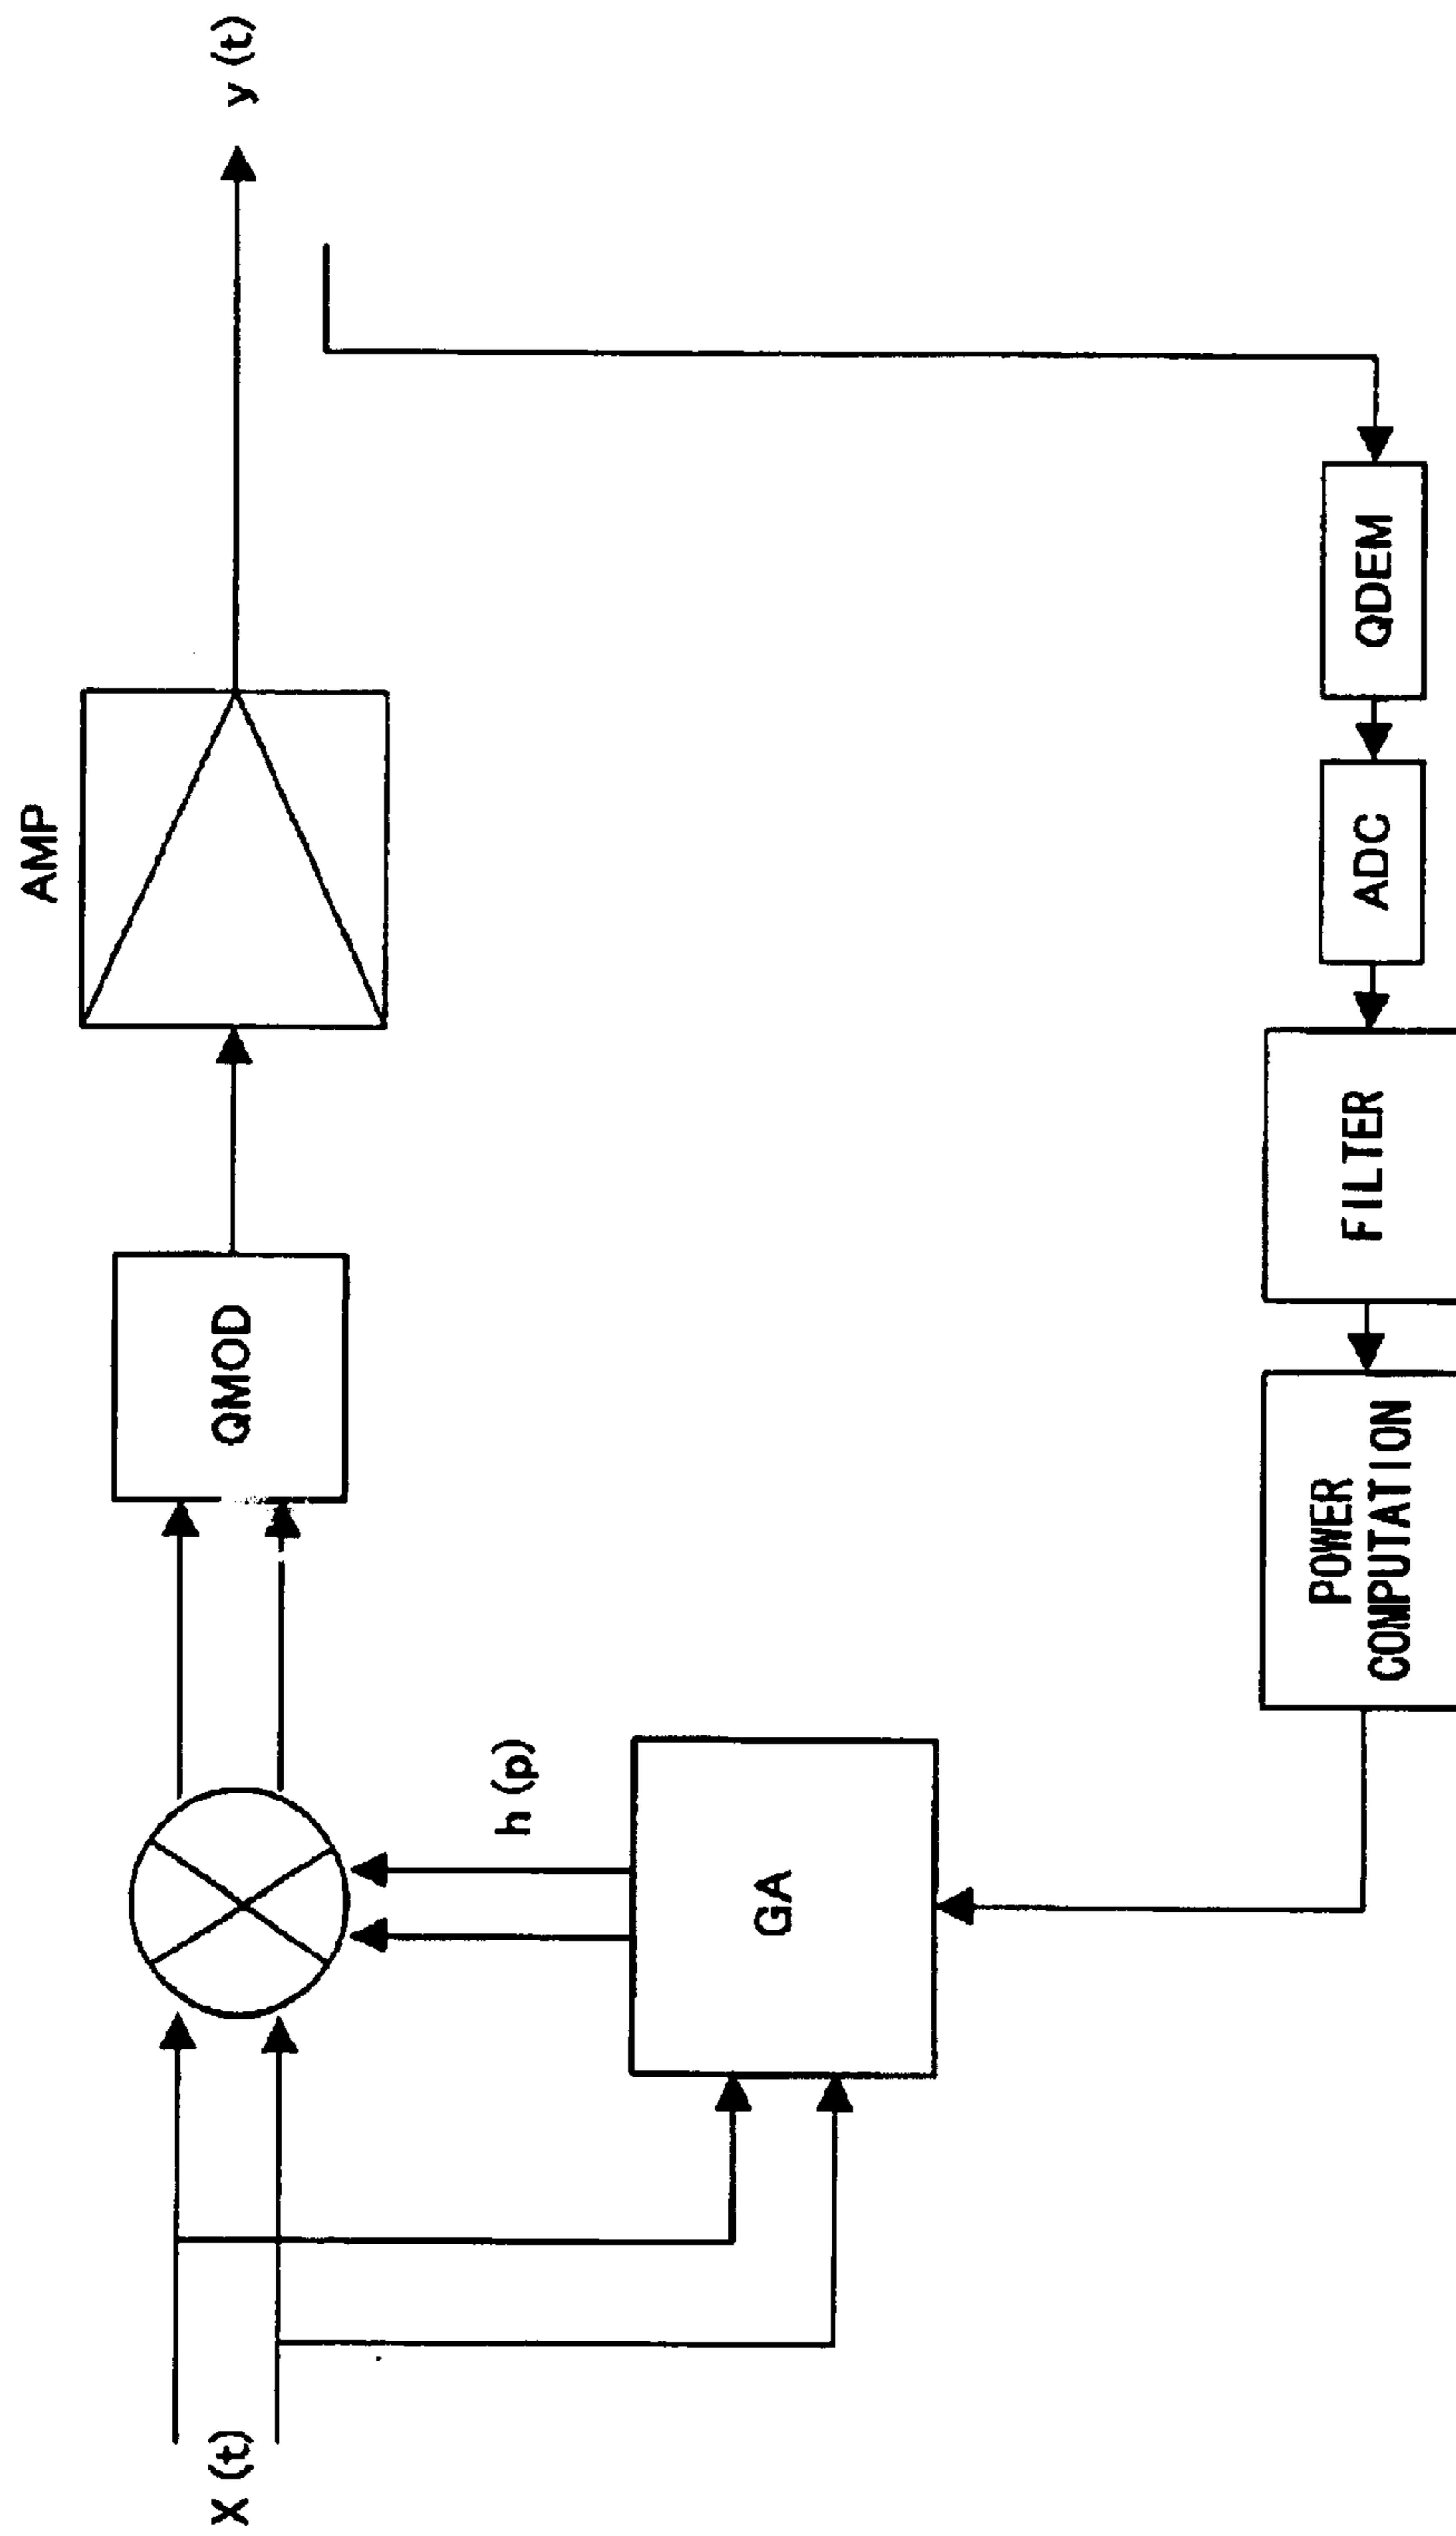 X (t)
QMOD
AMP
y (t)
h (p)
GA
POWER
COMPUTATION
FILTER
ADC
QDEM